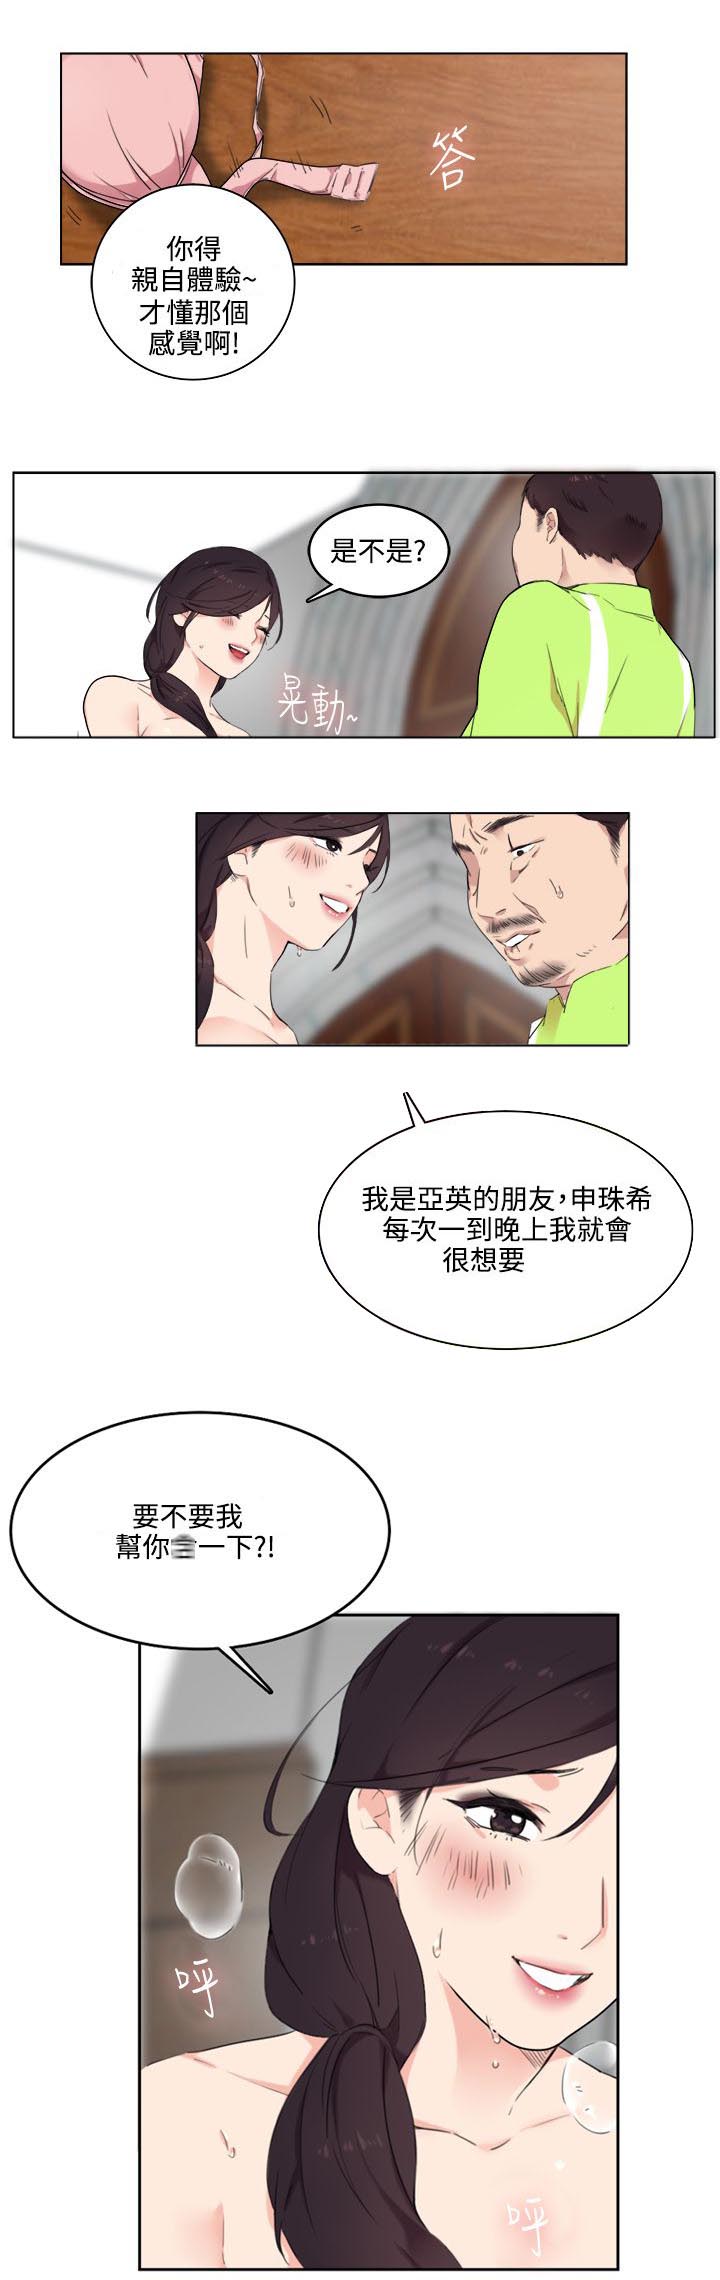 答
你得
親自體驗~
才懂那個
感覺啊!
是不是?
晃動~
我是亞英的朋友,申珠希
每次一到晚上我就會
很想要
要不要我
幫你 一下?!
呼
呼